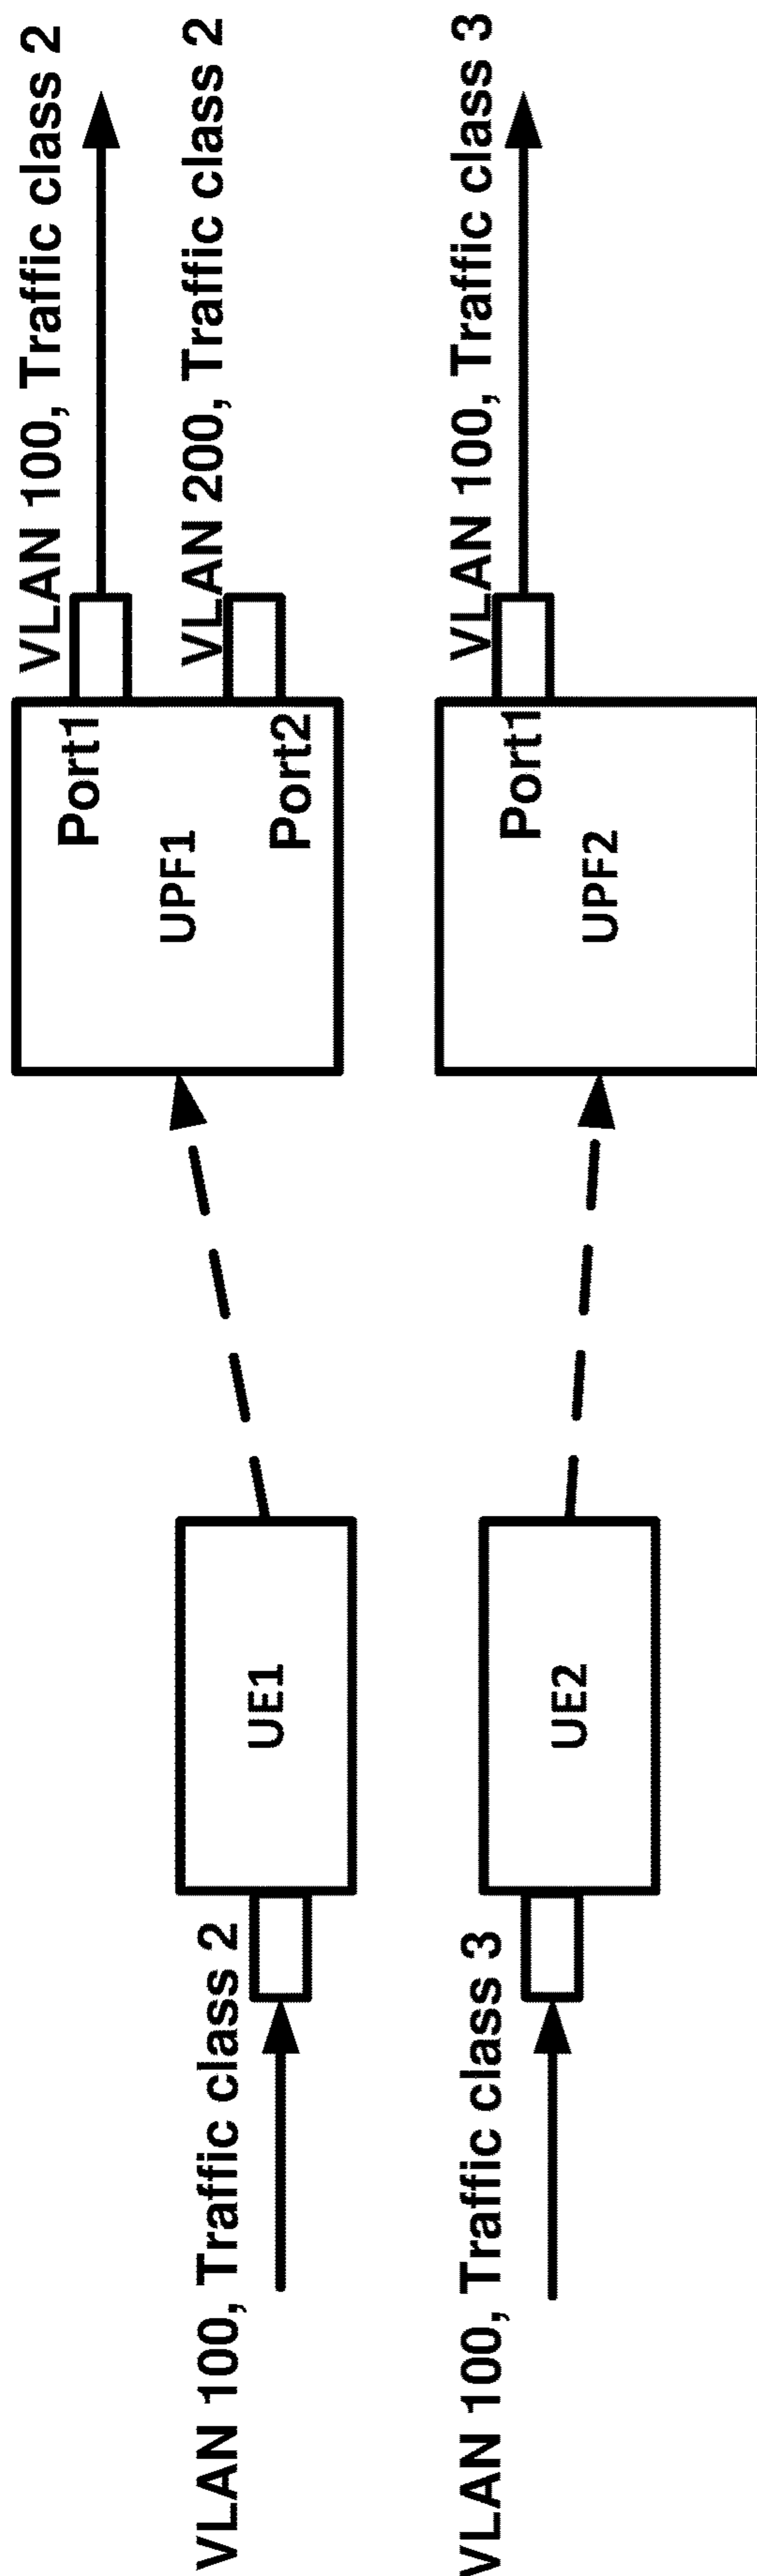 VLAN 100, Traffic class 2
UE1
UPF1
Port1
VLAN 100, Traffic class 2
Port2
VLAN 200, Traffic class 2
VLAN 100, Traffic class 3
UE2
UPF2
Port1
VLAN 100, Traffic class 3